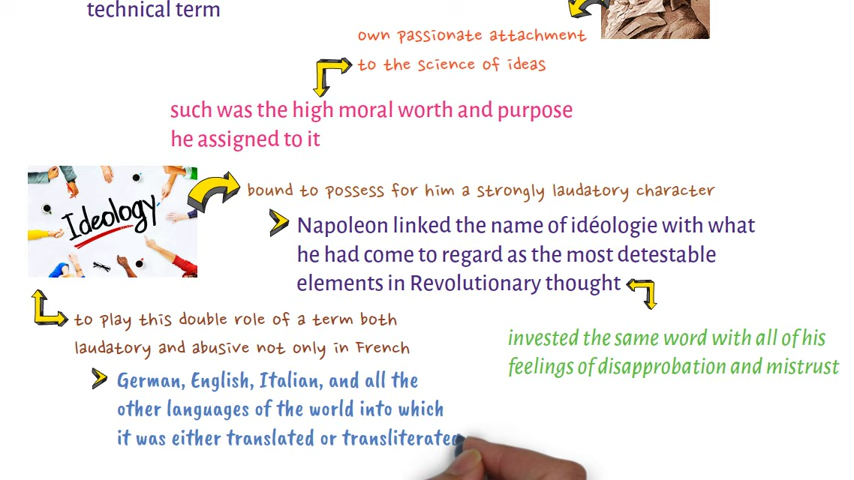 technical term
own passionate attachment
to the science of ideas
such was the high moral worth and purpose
he assigned to it
Ideology
bound to possess for him a strongly laudatory character
Napoleon linked the name of idéologie with what
he had come to regard as the most detestable
elements in Revolutionary thought
to play this double role of a term both
laudatory and abusive not only in French
invested the same word with all of his
feelings of disapprobation and mistrust
German, English, Italian, and all the
other languages of the world into which
it was either translated or transliterated